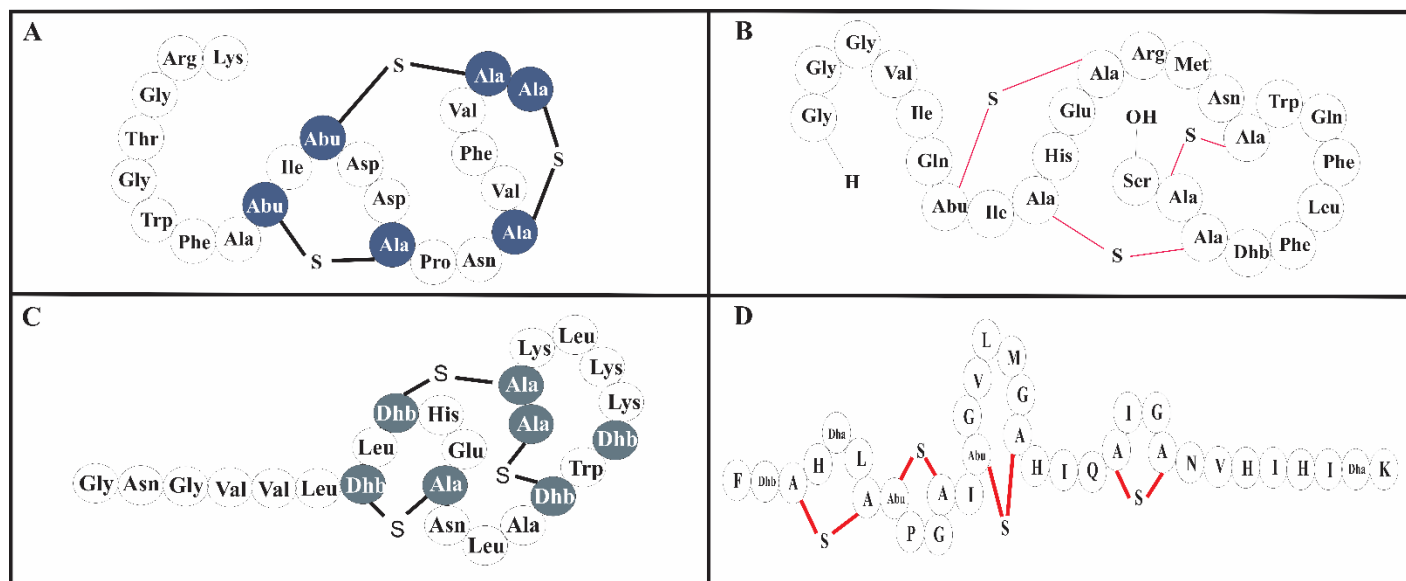 A
Lys
Arg
Gly
Thr
Gly
Trp
Phe
Ala
Abu
Ile
Abu
Asp
Asp
Ala
Pro
Asn
Ala
Val
Phe
Val
Ala
Ala
S
S
S
B
H
Gly
Gly
Gly
Val
Ile
Gln
Abu
Ile
Ala
His
Glu
Ala
Arg
Met
Asn
Ala
Trp
Gln
Phe
Leu
Phe
Dhb
Ala
Ala
Ser
OH
S
S
S
C
Gly
Asn
Gly
Val
Val
Leu
Dhb
Leu
Dhb
His
Glu
Ala
Asn
Leu
Ala
Dhb
Trp
Dhb
Lys
Lys
Leu
Lys
Ala
Ala
S
S
S
D
F
Dhb
A
H
Dha
L
A
Abu
P
G
A
I
Abu
G
V
L
M
G
A
H
I
Q
A
I
G
A
N
V
H
I
H
I
Dha
K
S
S
S
S